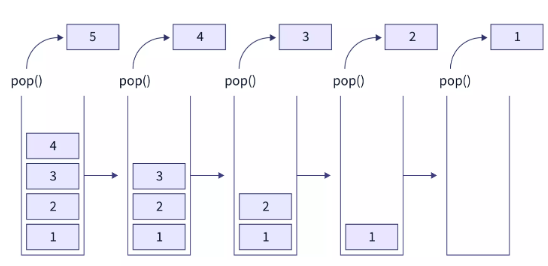 5 4 3 2 1
pop() pop() pop() pop() pop()
4
3 3
2 2 2
1 1 1 1